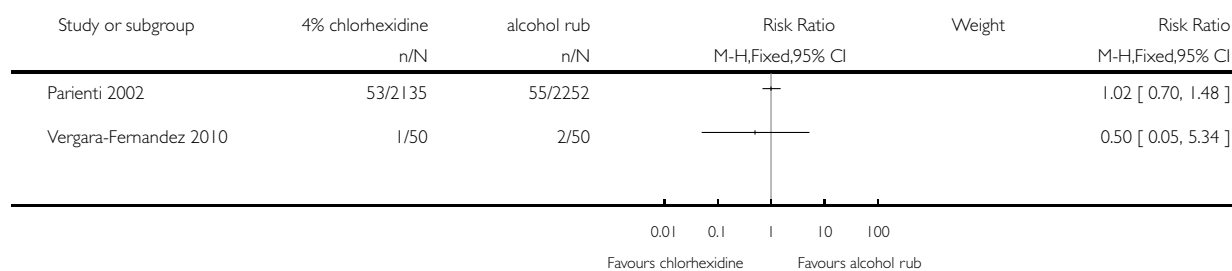 Study or subgroup 4% chlorhexidine alcohol rub Risk Ratio Weight Risk Ratio
n/N n/N M-H,Fixed,95% CI M-H,Fixed,95% CI
Parienti 2002 53/2135 55/2252 1.02 [ 0.70, 1.48 ]
Vergara-Fernandez 2010 1/50 2/50 0.50 [ 0.05, 5.34 ]
0.01 0.1 1 10 100
Favours chlorhexidine Favours alcohol rub